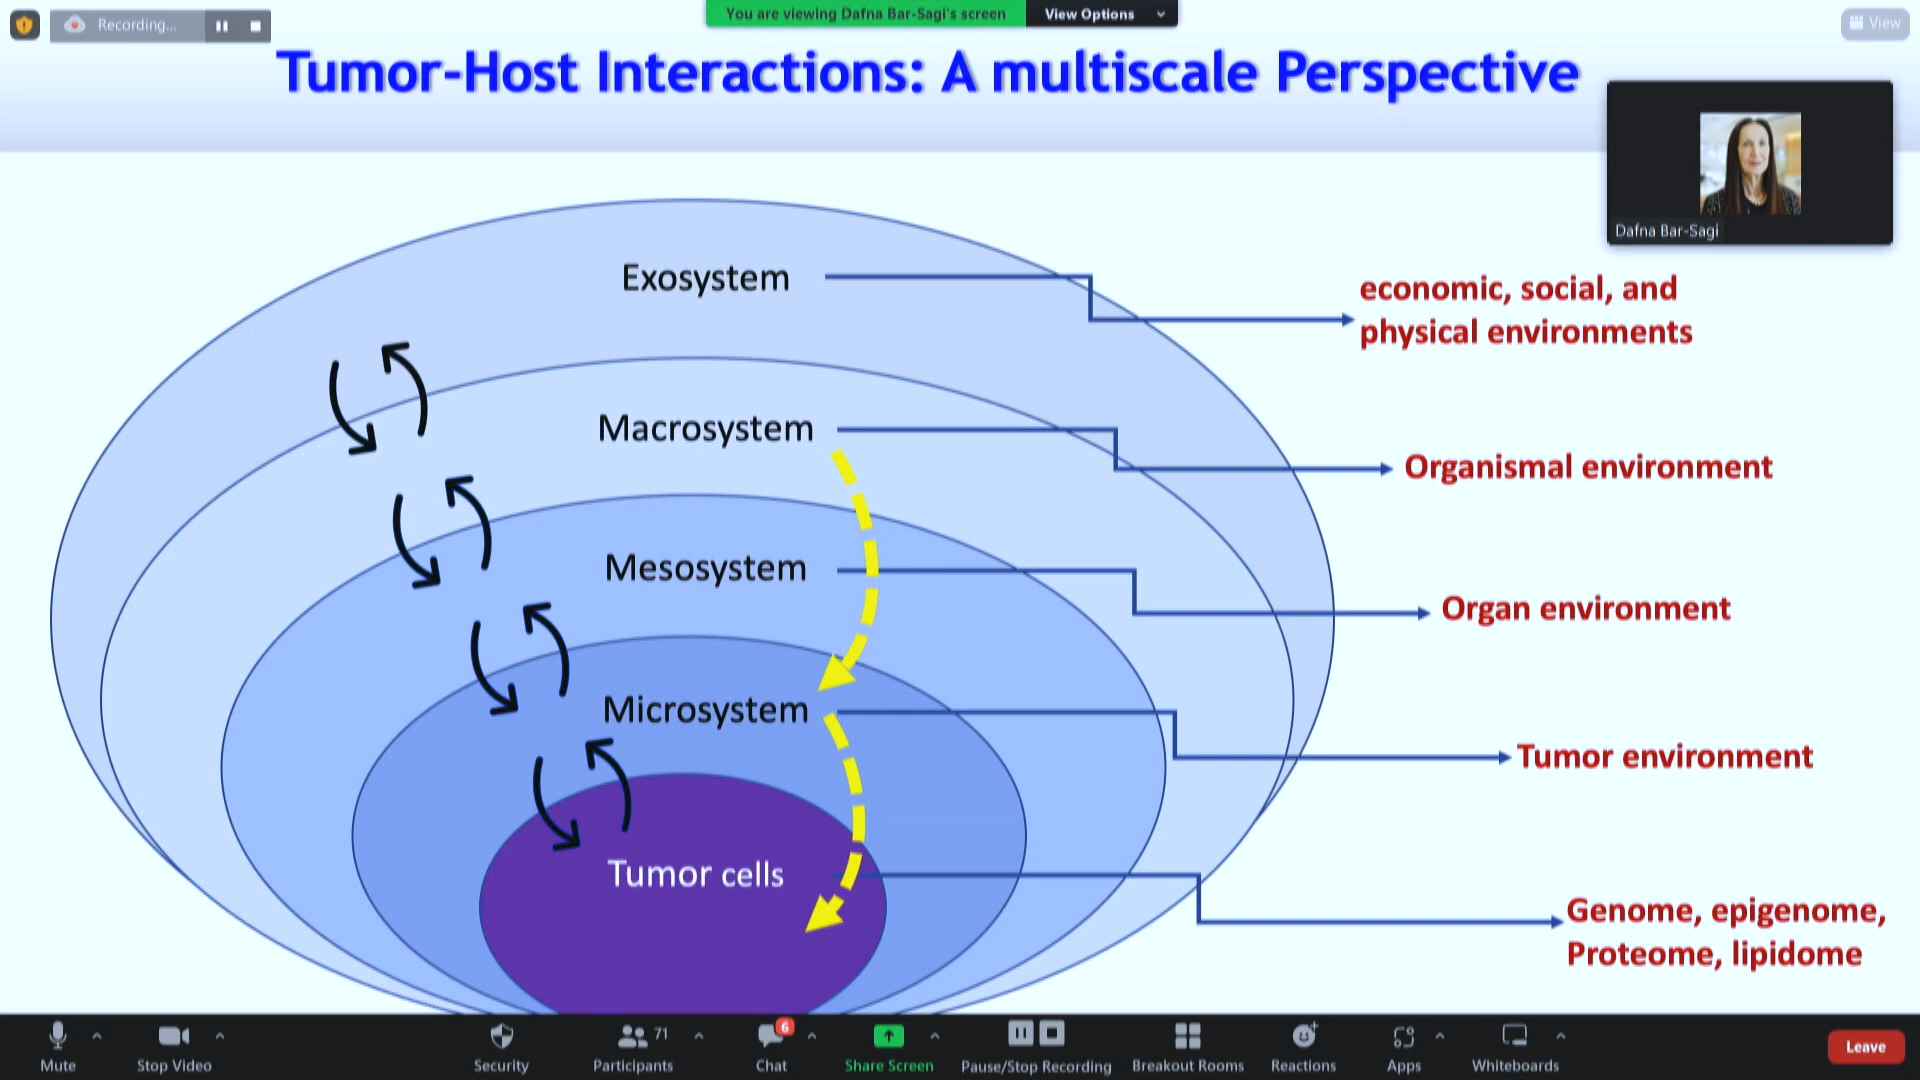 Recording...
You are viewing Dafna Bar-Sagi's screen
View Options
View
Tumor-Host Interactions: A multiscale Perspective
Dafna Bar-Sagi
Exosystem
economic, social, and
physical environments
Macrosystem
Organismal environment
Mesosystem
Organ environment
Microsystem
Tumor environment
Tumor cells
Genome, epigenome,
Proteome, lipidome
Mute
Stop Video
Security
Participants
71
Chat
6
Share Screen
Pause/Stop Recording
Breakout Rooms
Reactions
Apps
Whiteboards
Leave